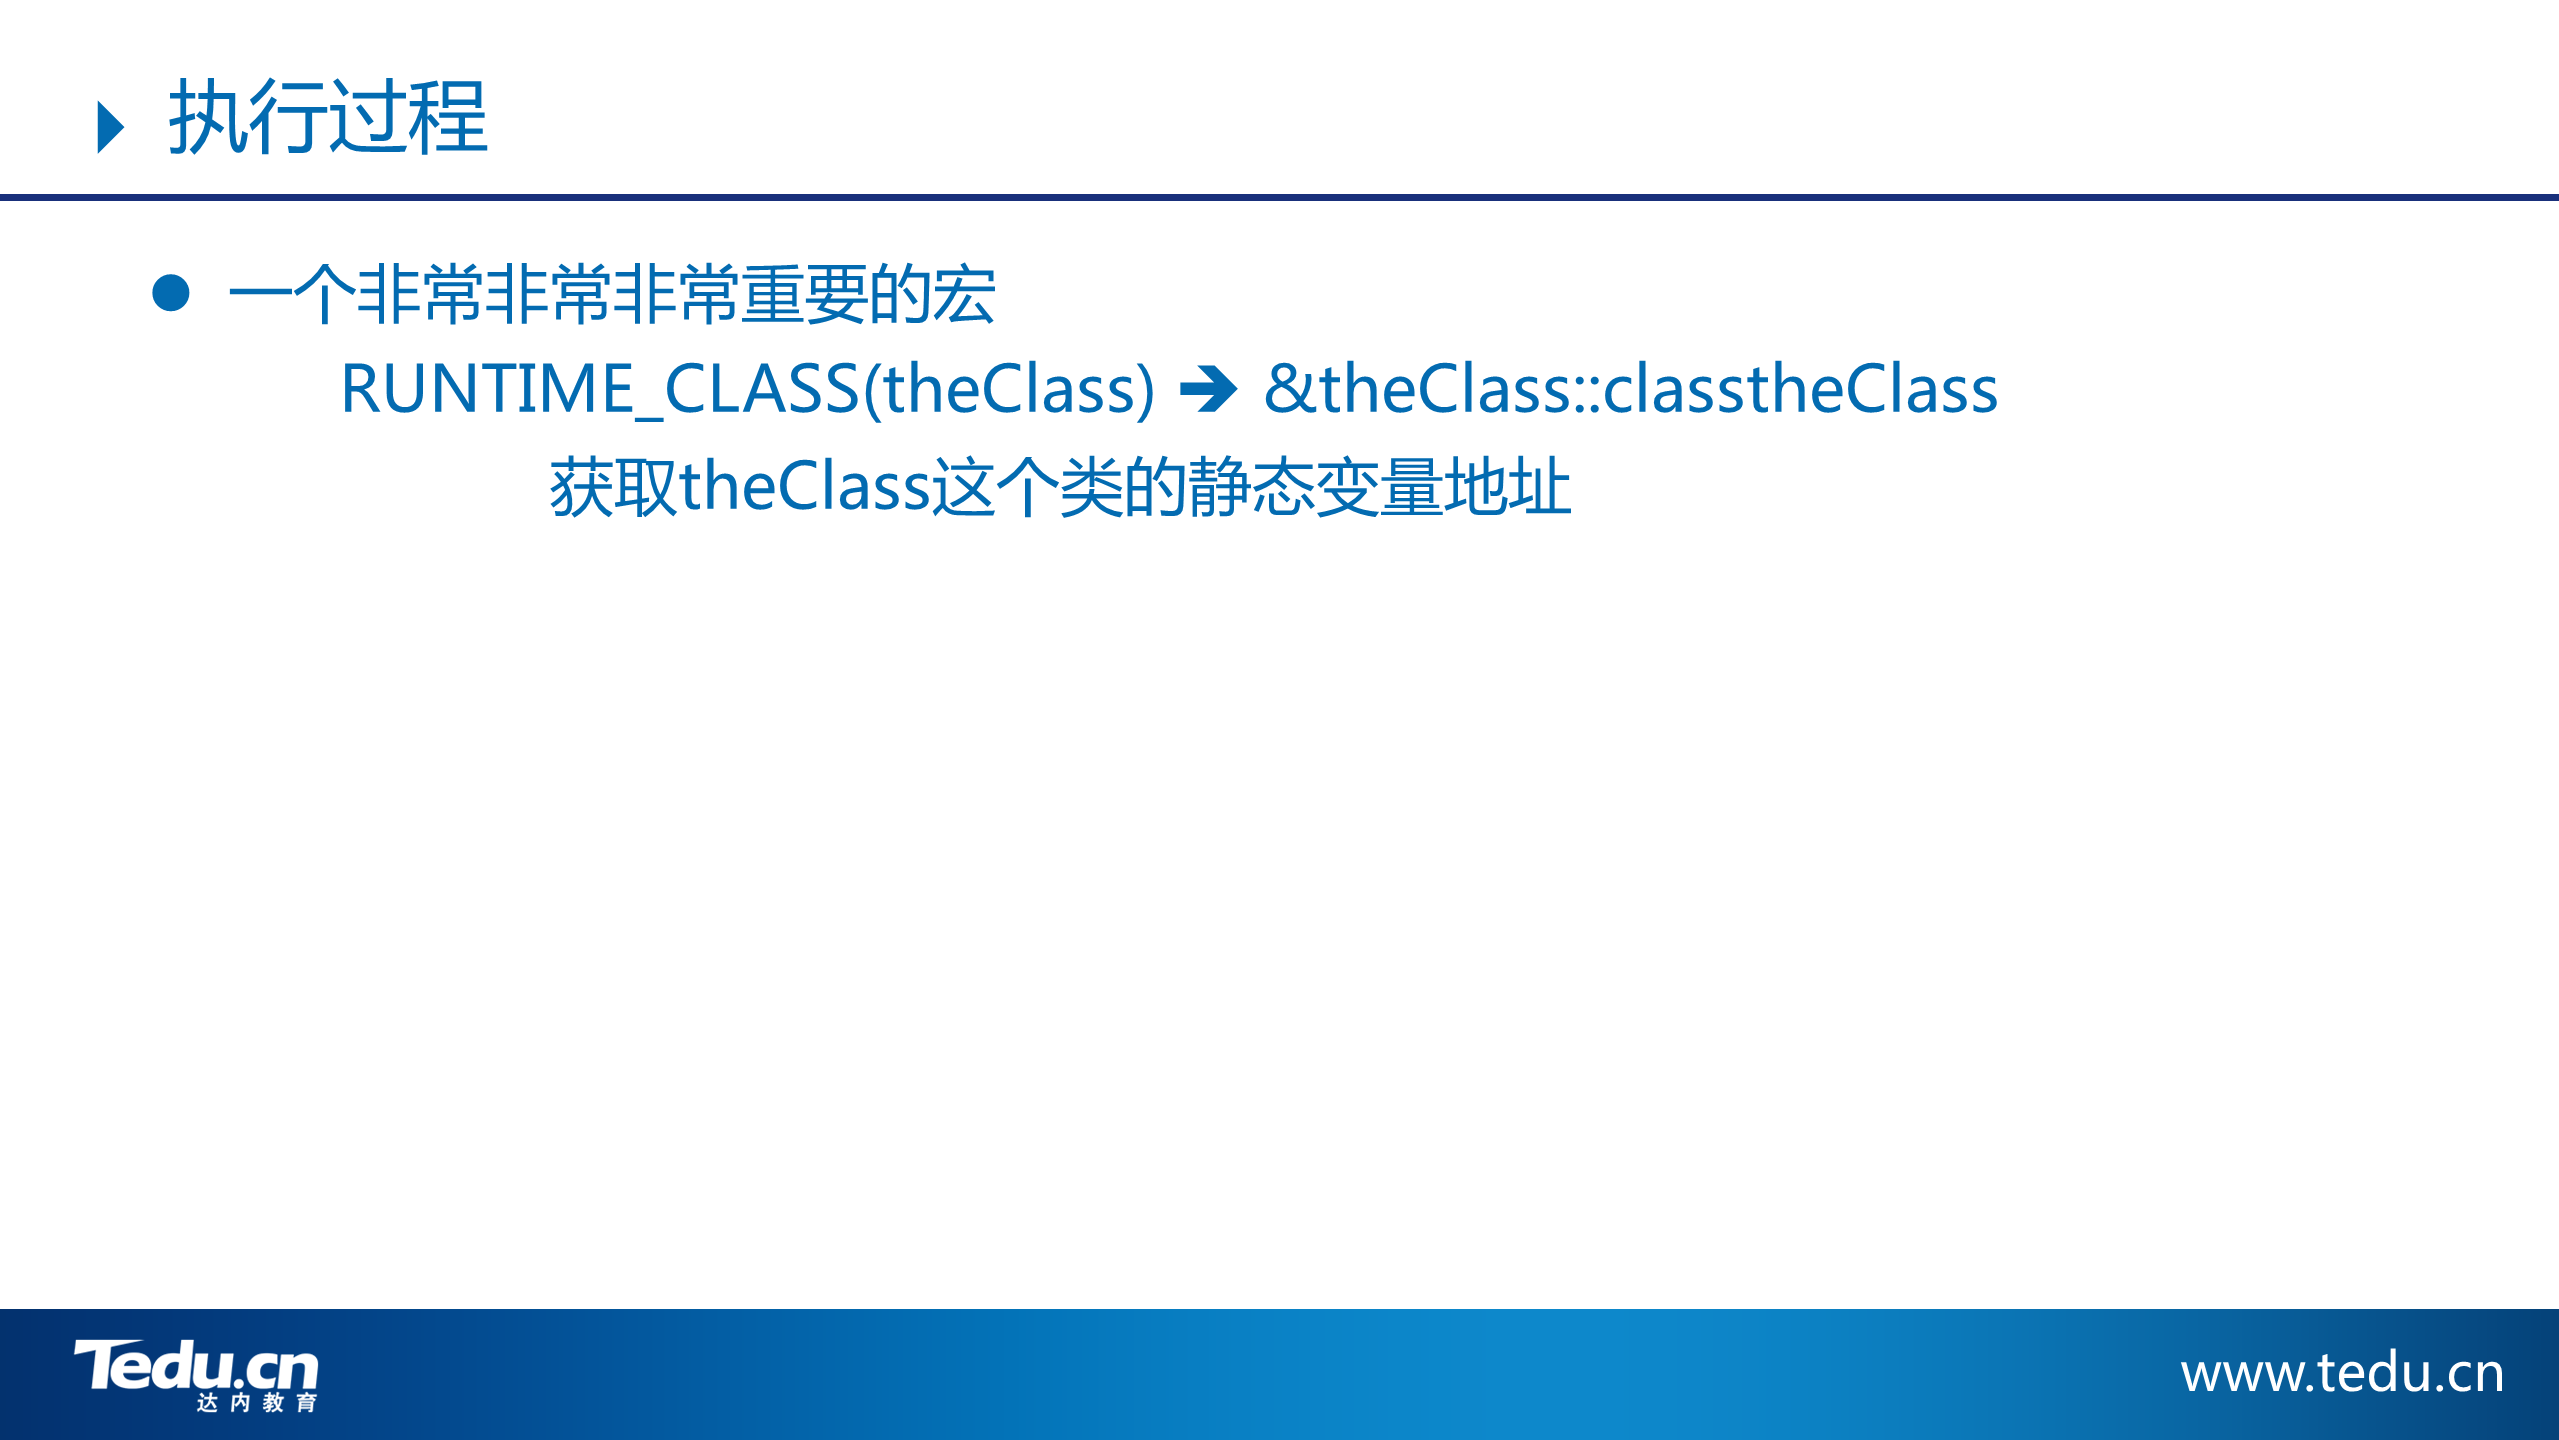 执行过程
一个非常非常非常重要的宏
RUNTIME_CLASS(theClass) 🡺 &theClass::classtheClass
获取theClass这个类的静态变量地址
Tedu.cn
达内教育
www.tedu.cn